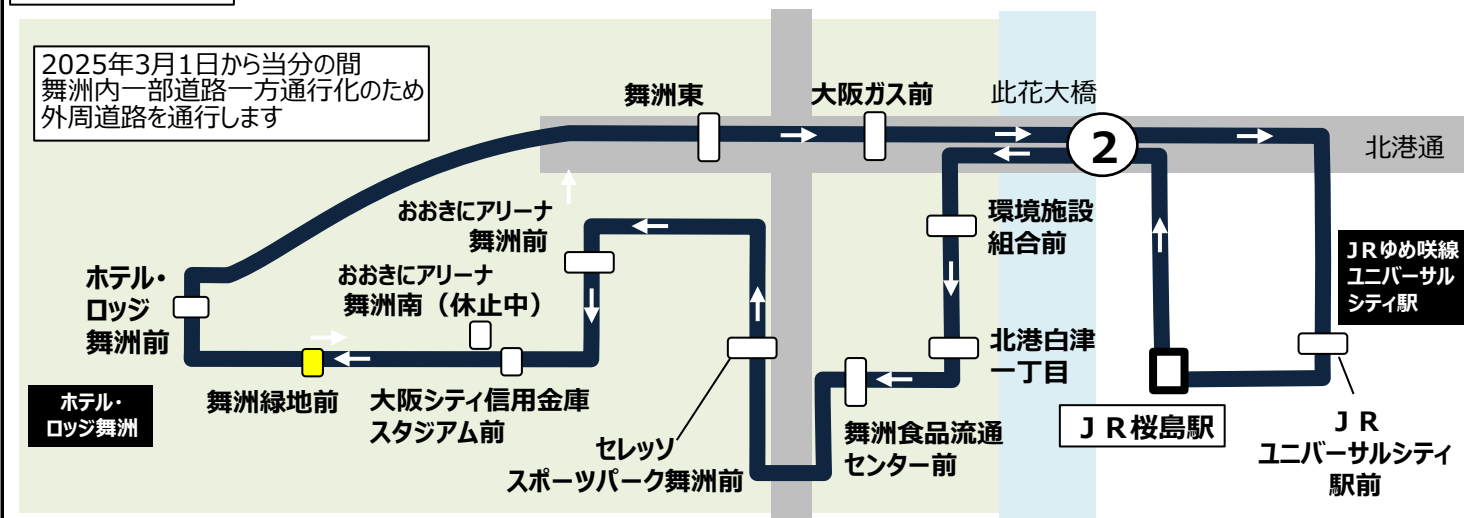 2025年3月1日から当分の間
舞洲内一部道路一方通行化のため
外周道路を通行します
舞洲東
大阪ガス前
此花大橋
2
北港通
おおきにアリーナ
舞洲前
環境施設
組合前
JRゆめ咲線
ユニバーサル
シティ駅
ホテル・
ロッジ
舞洲前
おおきにアリーナ
舞洲南（休止中）
北港白津
一丁目
ホテル・
ロッジ舞洲
舞洲緑地前
大阪シティ信用金庫
スタジアム前
セレッソ
スポーツパーク舞洲前
舞洲食品流通
センター前
ＪＲ桜島駅
ＪＲ
ユニバーサルシティ
駅前